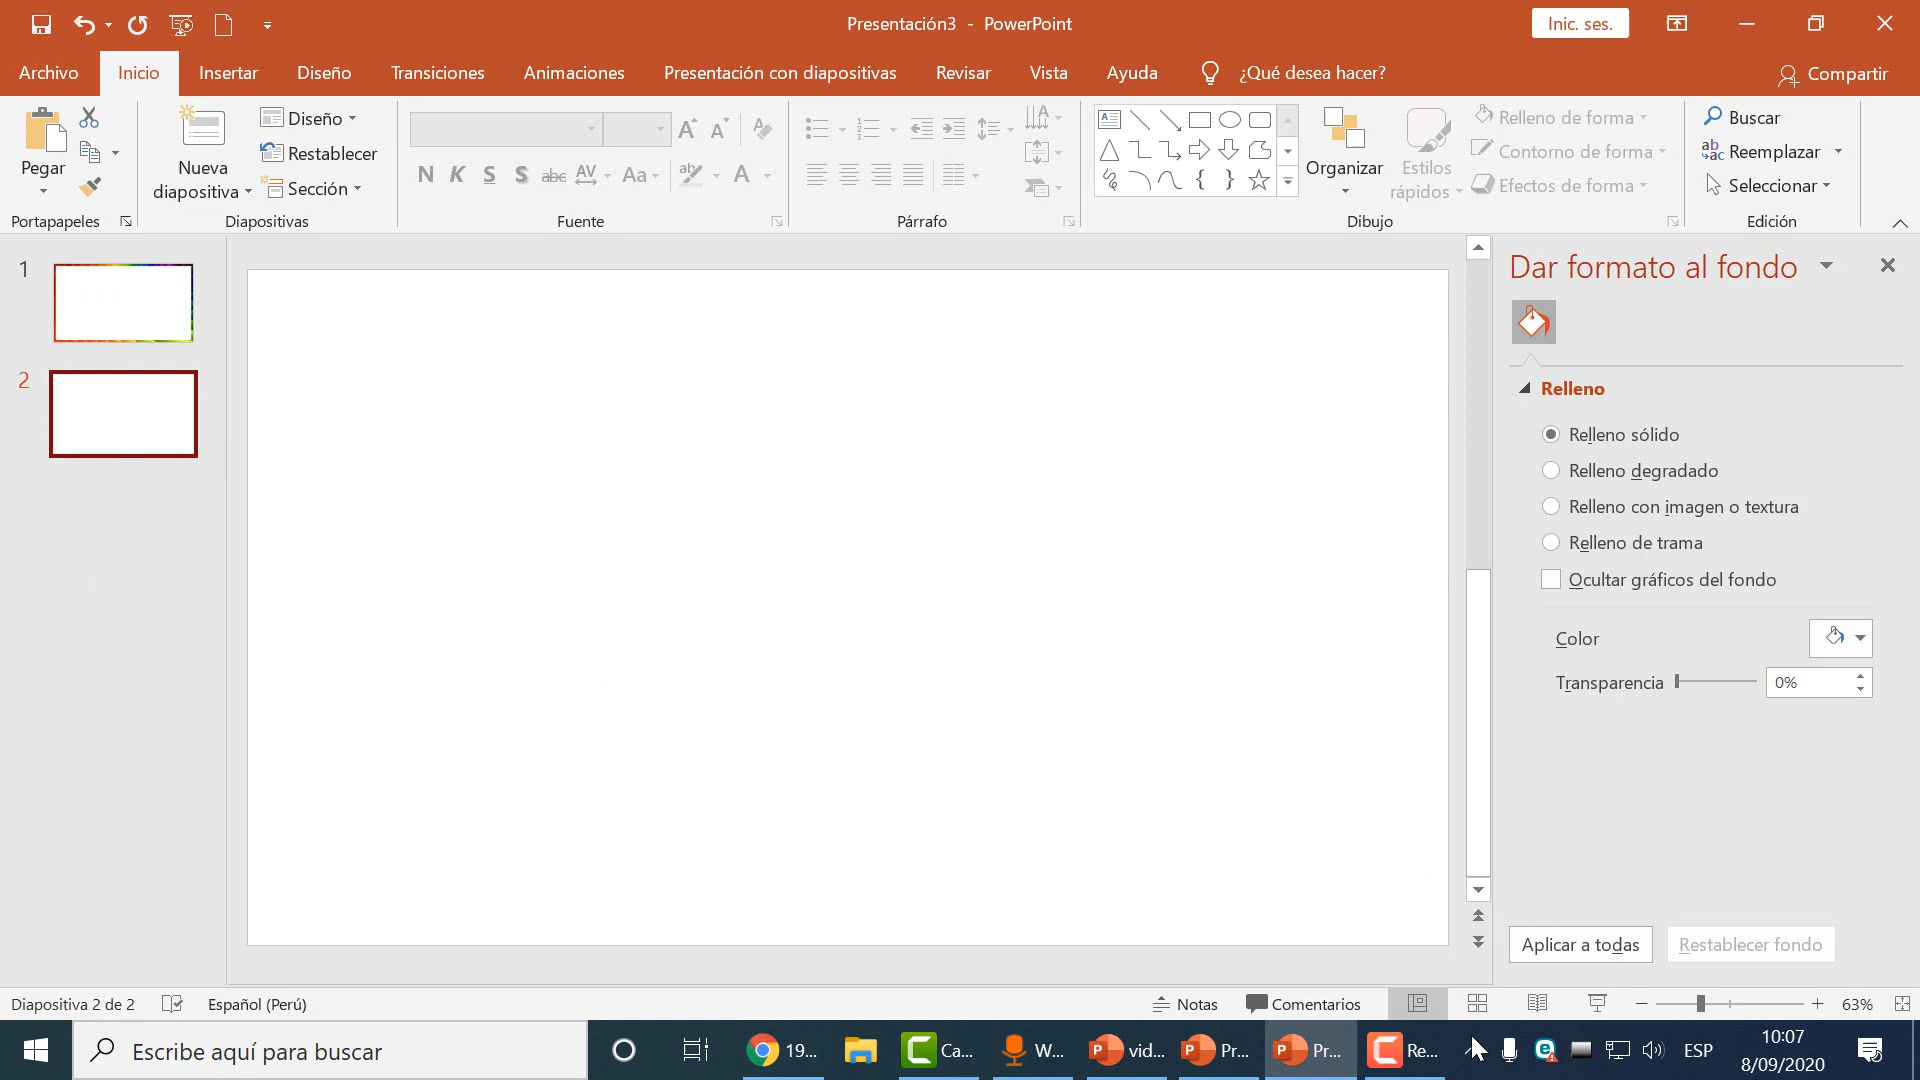 Presentación3 - PowerPoint
Inic. ses.
Archivo Inicio Insertar Diseño Transiciones Animaciones Presentación con diapositivas Revisar Vista Ayuda ¿Qué desea hacer? Compartir
Pegar
Portapapeles
Nueva
diapositiva
Diseño
Restablecer
Sección
Diapositivas
N K S S abc AV Aa A
Fuente
Párrafo
Organizar
Estilos
rápidos
Relleno de forma
Contorno de forma
Efectos de forma
Dibujo
Buscar
Reemplazar
Seleccionar
Edición
1
2
Dar formato al fondo
Relleno
Relleno sólido
Relleno degradado
Relleno con imagen o textura
Relleno de trama
Ocultar gráficos del fondo
Color
Transparencia 0%
Aplicar a todas Restablecer fondo
Diapositiva 2 de 2 Español (Perú) Notas Comentarios 63%
Escribe aquí para buscar
19... Ca... W... vid... Pr... Pr... Re...
ESP
10:07
8/09/2020